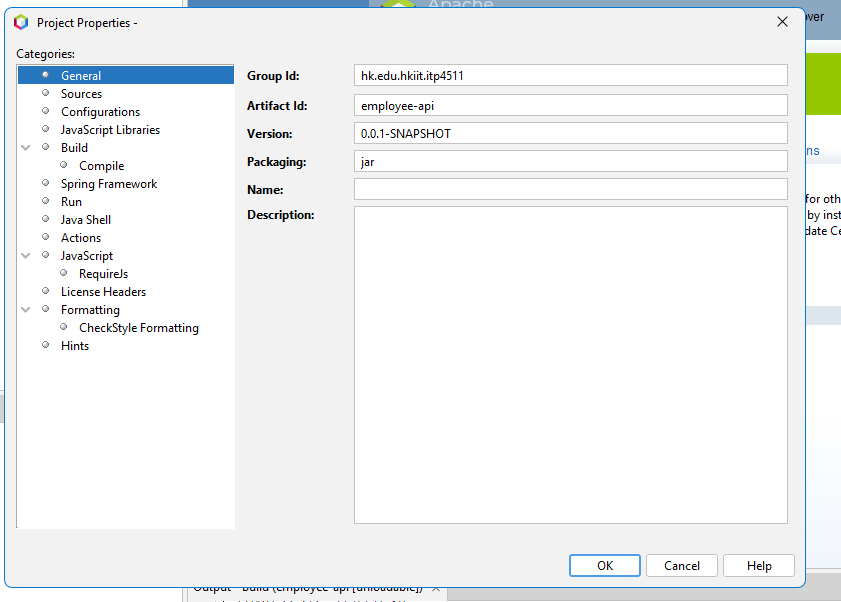 Apache
Project Properties -
over
Categories:
General
Sources
Configurations
JavaScript Libraries
Build
Compile
Spring Framework
Run
Java Shell
Actions
JavaScript
RequireJs
License Headers
Formatting
CheckStyle Formatting
Hints
Group Id:
hk.edu.hkiit.itp4511
Artifact Id:
employee-api
Version:
0.0.1-SNAPSHOT
Packaging:
jar
Name:
Description:
ns
for oth
by inst
date Ce
OK
Cancel
Help
Output - Build (employee-api [unloadable])